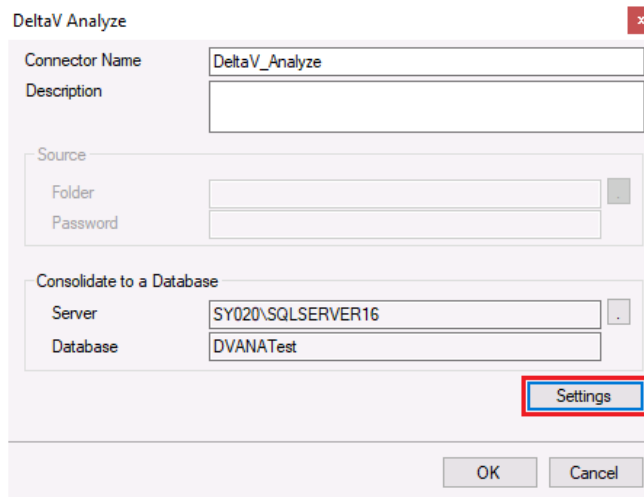 DeltaV Analyze
x
Connector Name DeltaV_Analyze
Description
Source
Folder .
Password
Consolidate to a Database
Server SY020\SQLSERVER16 .
Database DVANATest
Settings
OK Cancel